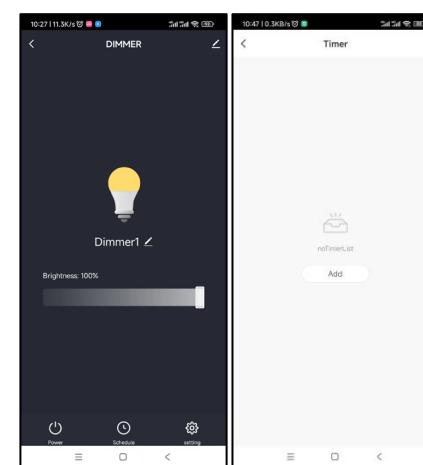 10:27 | 11.3K/s
DIMMER
Dimmer1
Brightness: 100%
Power
Schedule
setting
10:47 | 0.3KB/s
Timer
noTimerList
Add